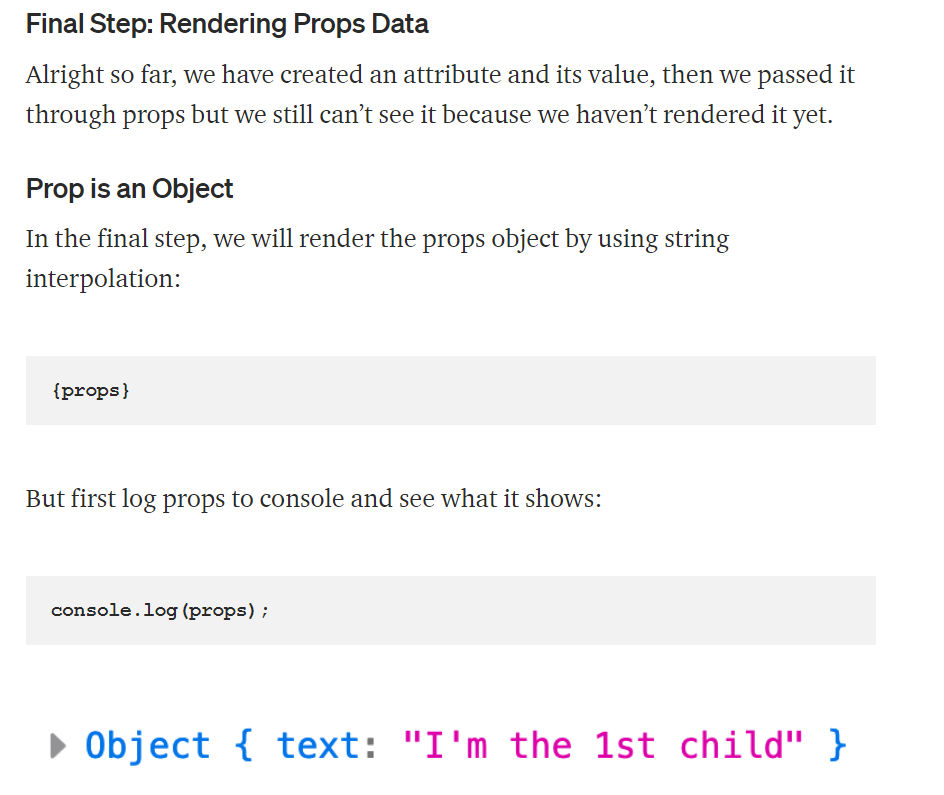 Final Step: Rendering Props Data
Alright so far, we have created an attribute and its value, then we passed it
through props but we still can’t see it because we haven’t rendered it yet.
Prop is an Object
In the final step, we will render the props object by using string
interpolation:
{props}
But first log props to console and see what it shows:
console.log(props);
Object { text: "I'm the 1st child" }